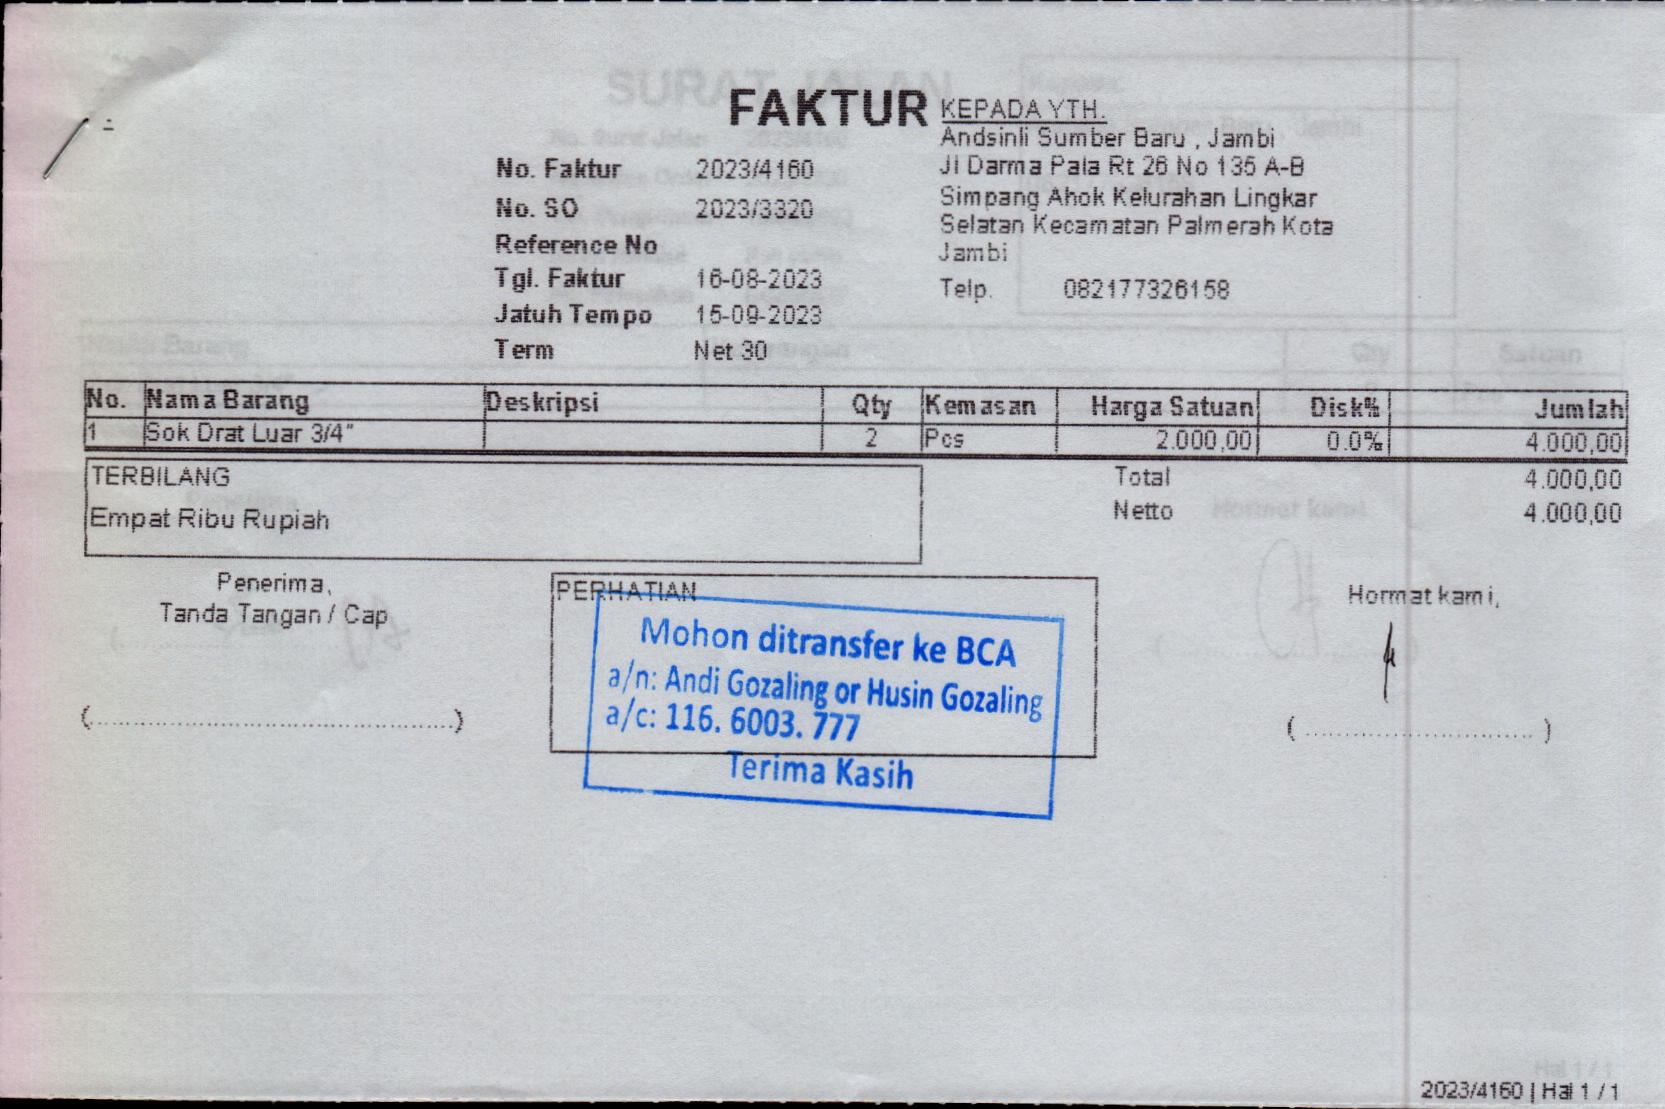 FAKTUR
No. Faktur 2023/4160
No. SO 2023/3320
Reference No
Tgl. Faktur 16-08-2023
Jatuh Tempo 15-09-2023
Term Net 30
KEPADA YTH.
Andsinli Sumber Baru , Jambi
Jl Darma Pala Rt 26 No 135 A-B
Simpang Ahok Kelurahan Lingkar
Selatan Kecamatan Palmerah Kota
Jambi
Telp. 082177326158
No. Nama Barang Deskripsi Qty Kemasan Harga Satuan Disk% Jumlah
1 Sok Drat Luar 3/4" 2 Pcs 2.000,00 0.0% 4.000,00
TERBILANG
Empat Ribu Rupiah
Total 4.000,00
Netto 4.000,00
Penerima,
Tanda Tangan / Cap
(........................................................)
PERHATIAN
Mohon ditransfer ke BCA
a/n: Andi Gozaling or Husin Gozaling
a/c: 116. 6003. 777
Terima Kasih
Hormat kami,
(...................................)
2023/4160 | Hal 1 / 1